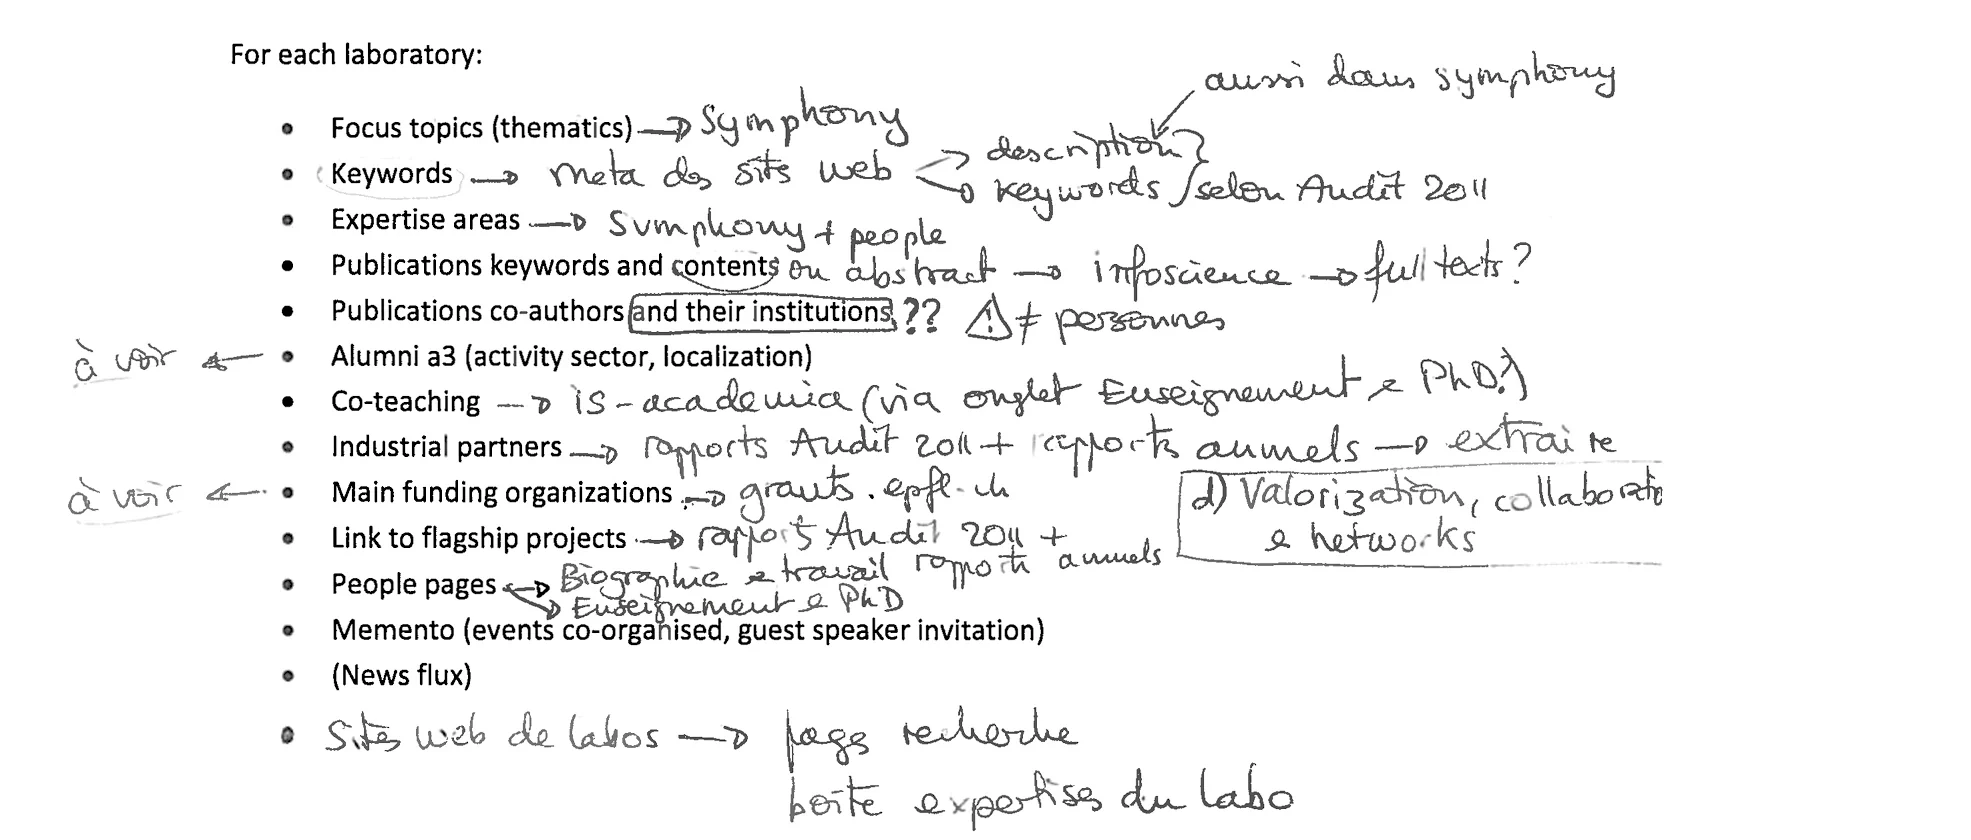 For each laboratory:
aussi dans symphony
• Focus topics (thematics) → Symphony
• Keywords → meta des sites web → description
→ keywords / selon Audit 2011
• Expertise areas → Symphony + people
• Publications keywords and contents ou abstract → infoscience → full texts?
• Publications co-authors and their institutions ?? ⚠ ≠ personnes
à voir ← • Alumni a3 (activity sector, localization)
• Co-teaching → is-academia (via onglet Enseignement & PhD?)
• Industrial partners → rapports Audit 2011 + rapports annuels → extraire
à voir ← • Main funding organizations → grants.epfl.ch
d) Valorization, collaboratio
& networks
• Link to flagship projects → rapports Audit 2011 +
rapports annuels
• People pages → Biographie & travail
→ Enseignement & PhD
• Memento (events co-organised, guest speaker invitation)
• (News flux)
• Sites web de labos → page recherche
boîte expertises du labo